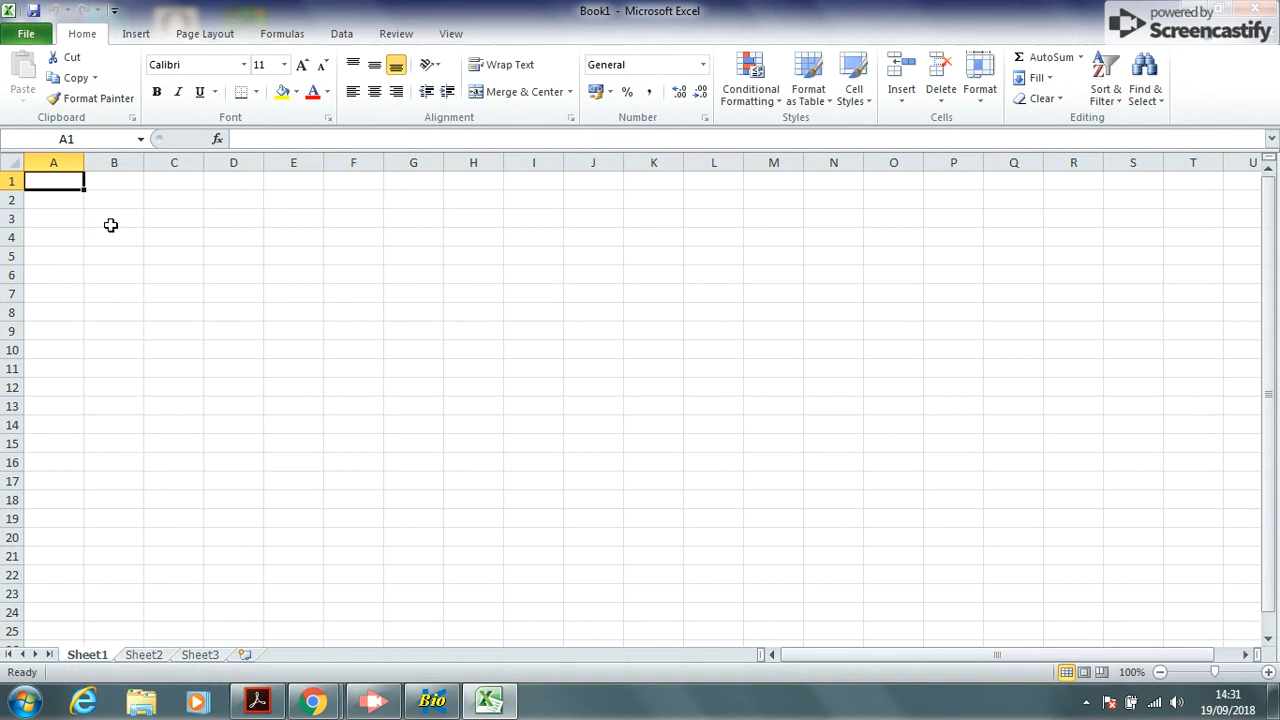 Book1 - Microsoft Excel
powered by
Screencastify
File Home Insert Page Layout Formulas Data Review View
Paste
Cut
Copy
Format Painter
Clipboard
Calibri 11
B I U
A A
Font
Wrap Text
Merge & Center
Alignment
General
%
Number
Conditional Formatting
Format as Table
Cell Styles
Styles
Insert Delete Format
Cells
Σ AutoSum
Fill
Clear
Sort & Filter
Find & Select
Editing
A1 fx
A B C D E F G H I J K L M N O P Q R S T U
1
2
3
4
5
6
7
8
9
10
11
12
13
14
15
16
17
18
19
20
21
22
23
24
25
Sheet1 Sheet2 Sheet3
Ready 100%
Bio
14:31
19/09/2018